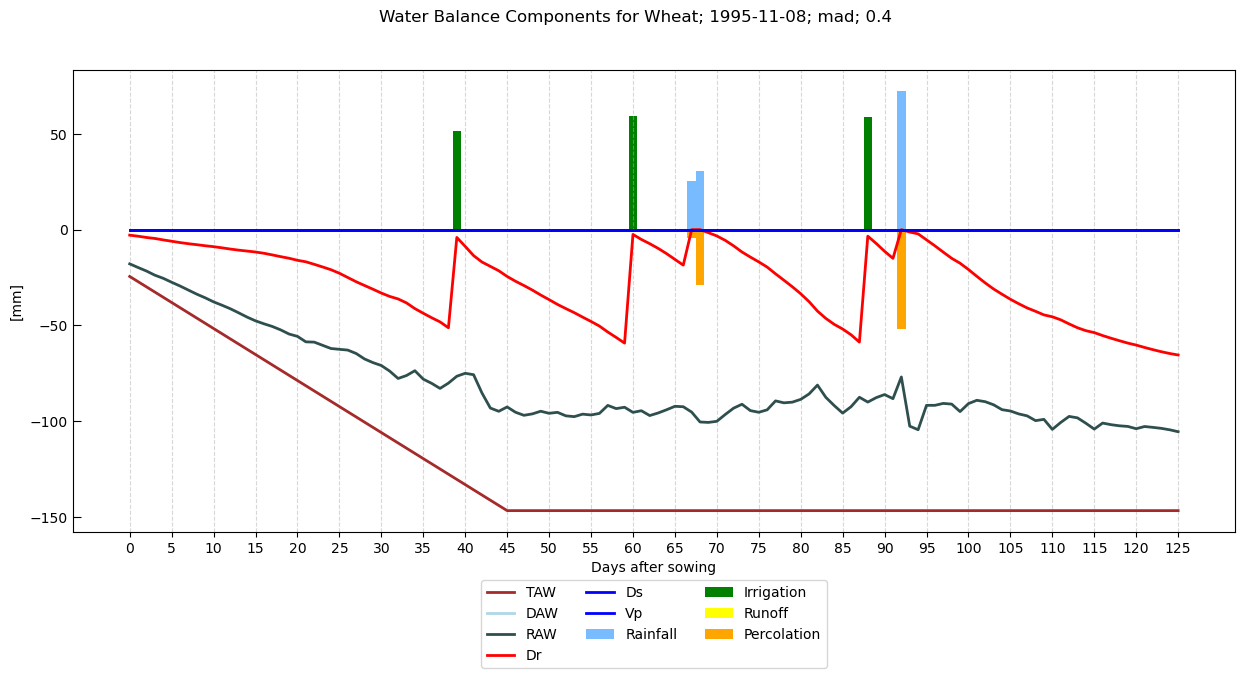 Water Balance Components for Wheat; 1995-11-08; mad; 0.4
50
0
−50
−100
−150
[mm]
0 5 10 15 20 25 30 35 40 45 50 55 60 65 70 75 80 85 90 95 100 105 110 115 120 125
Days after sowing
TAW Ds Irrigation
DAW Vp Runoff
RAW Rainfall Percolation
Dr